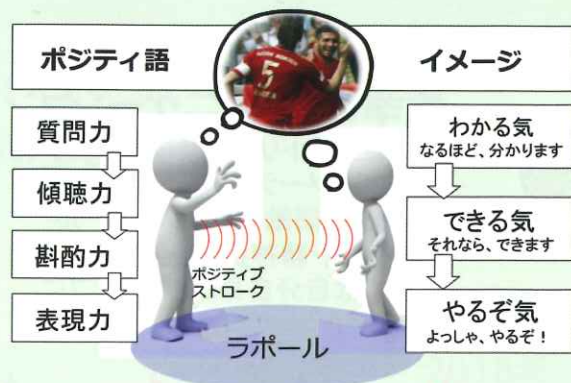 ポジティ語
イメージ
5
質問力
傾聴力
斟酌力
表現力
ポジティブ
ストローク
わかる気
なるほど、分かります
できる気
それなら、できます
やるぞ気
よっしゃ、やるぞ！
ラポール